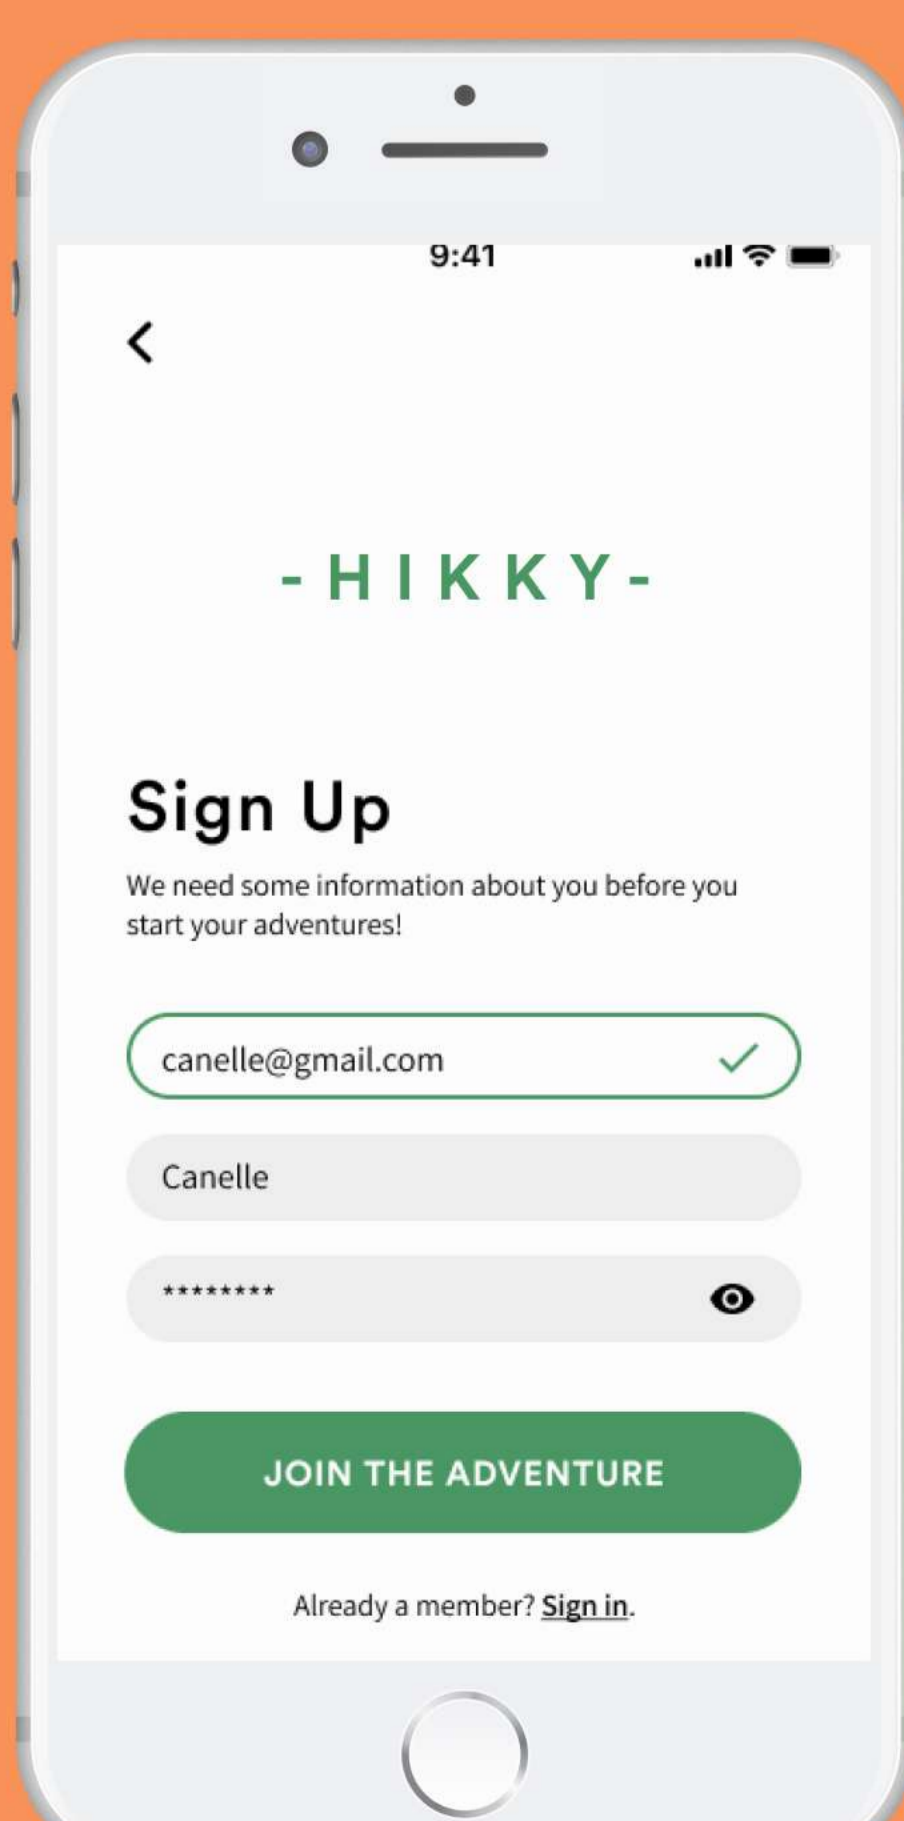 9:41
- H I K K Y -
Sign Up
We need some information about you before you
start your adventures!
canelle@gmail.com
Canelle
********
JOIN THE ADVENTURE
Already a member? Sign in.